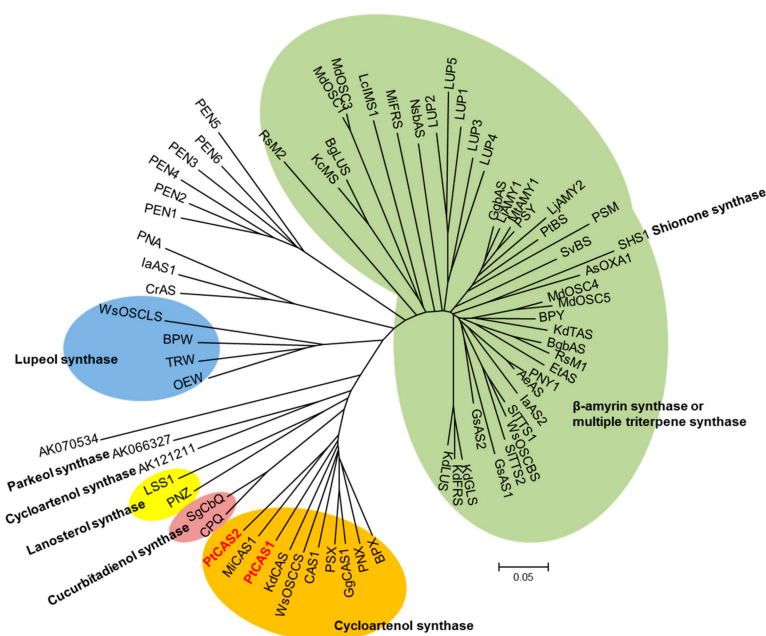 PEN5
PEN6
PEN3
PEN4
PEN2
PEN1
PNA
IaAS1
CrAS
RsM2
BgLUS
KcMS
MdOSC3
MdOSC1
LcIMS1
MiFRS
NsbAS
LUP2
LUP5
LUP1
LUP3
LUP4
GgbAS
LjAMY1
MtAMY1
PSY
LjAMY2
PtBS
PSM
SvBS
SHS1 Shionone synthase
AsOXA1
MdOSC4
MdOSC5
BPY
KdTAS
BgbAS
RsM1
EtAS
PNY1
AeAS
IaAS2
SlTTS1
WsOSCBS
SlTTS2
GsAS1
GsAS2
KdGLS
KdFRS
KdLUS
β-amyrin synthase or
multiple triterpene synthase
WsOSCLS
BPW
TRW
OEW
Lupeol synthase
AK070534
Parkeol synthase AK066327
Cycloartenol synthase AK121211
LSS1
PNZ
Lanosterol synthase
SgCbQ
CPQ
Cucurbitadienol synthase
PtCAS2
MiCAS1
PtCAS1
KdCAS
WsOSCCS
CAS1
PSX
GgCAS1
PNX
BPX
Cycloartenol synthase
0.05